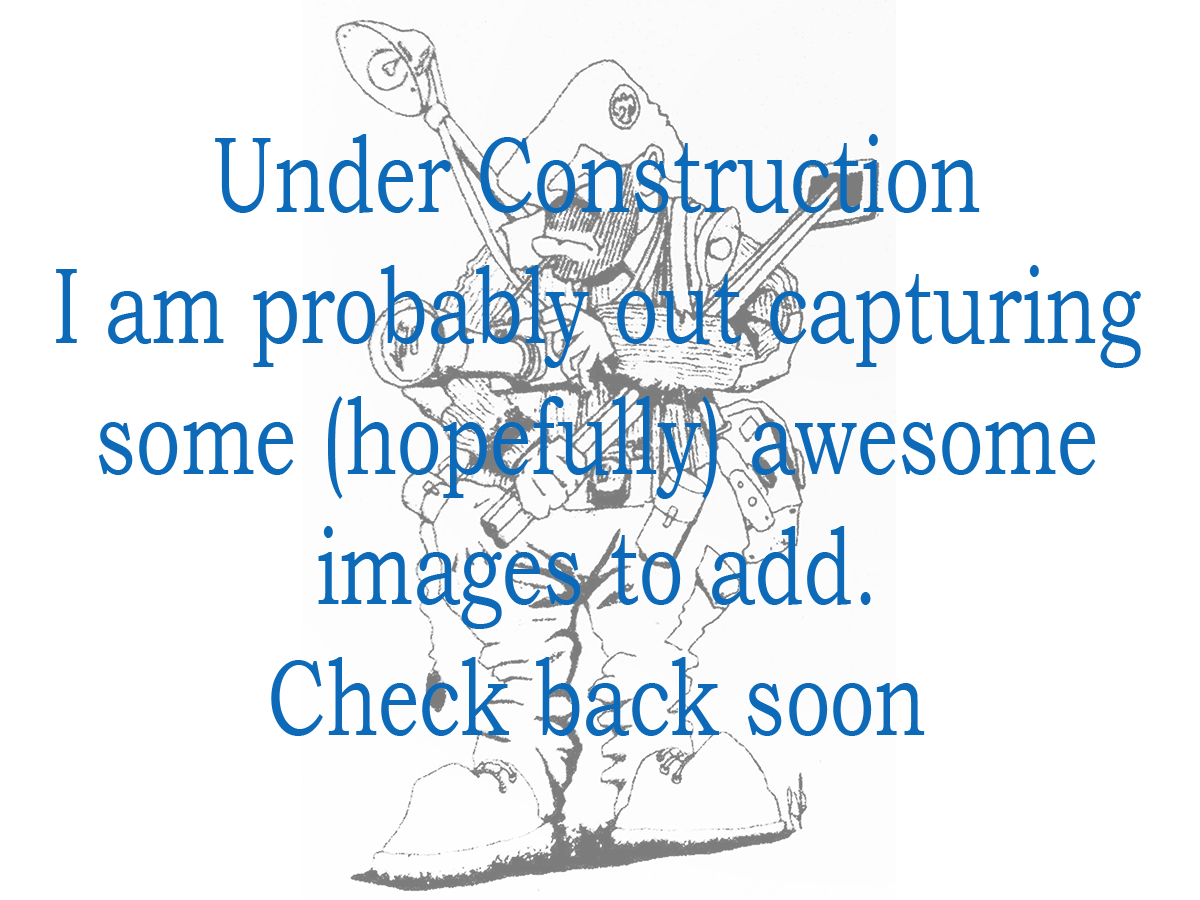 Under Construction
I am probably out capturing
some (hopefully) awesome
images to add.
Check back soon